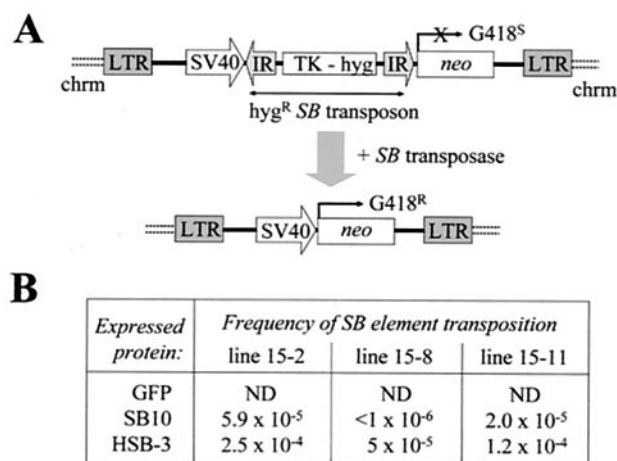 A
X G418ˢ
LTR SV40 IR TK - hyg IR neo LTR
chrm chrm
hygᴿ SB transposon
+ SB transposase
G418ᴿ
LTR SV40 neo LTR
B
Expressed protein: Frequency of SB element transposition
line 15-2 line 15-8 line 15-11
GFP ND ND ND
SB10 5.9 x 10⁻⁵ <1 x 10⁻⁶ 2.0 x 10⁻⁵
HSB-3 2.5 x 10⁻⁴ 5 x 10⁻⁵ 1.2 x 10⁻⁴